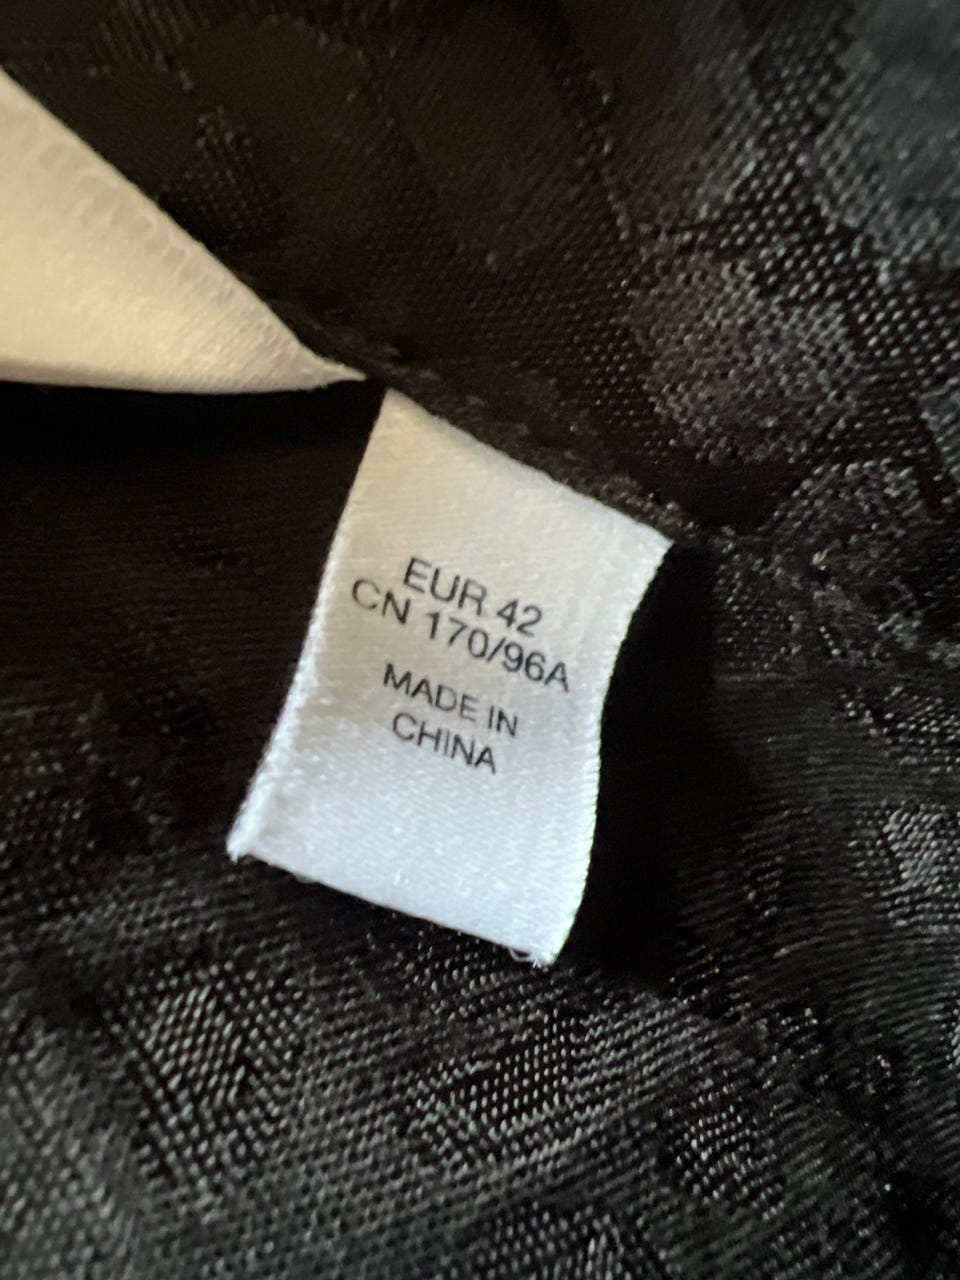 EUR 42
CN 170/96A
MADE IN
CHINA